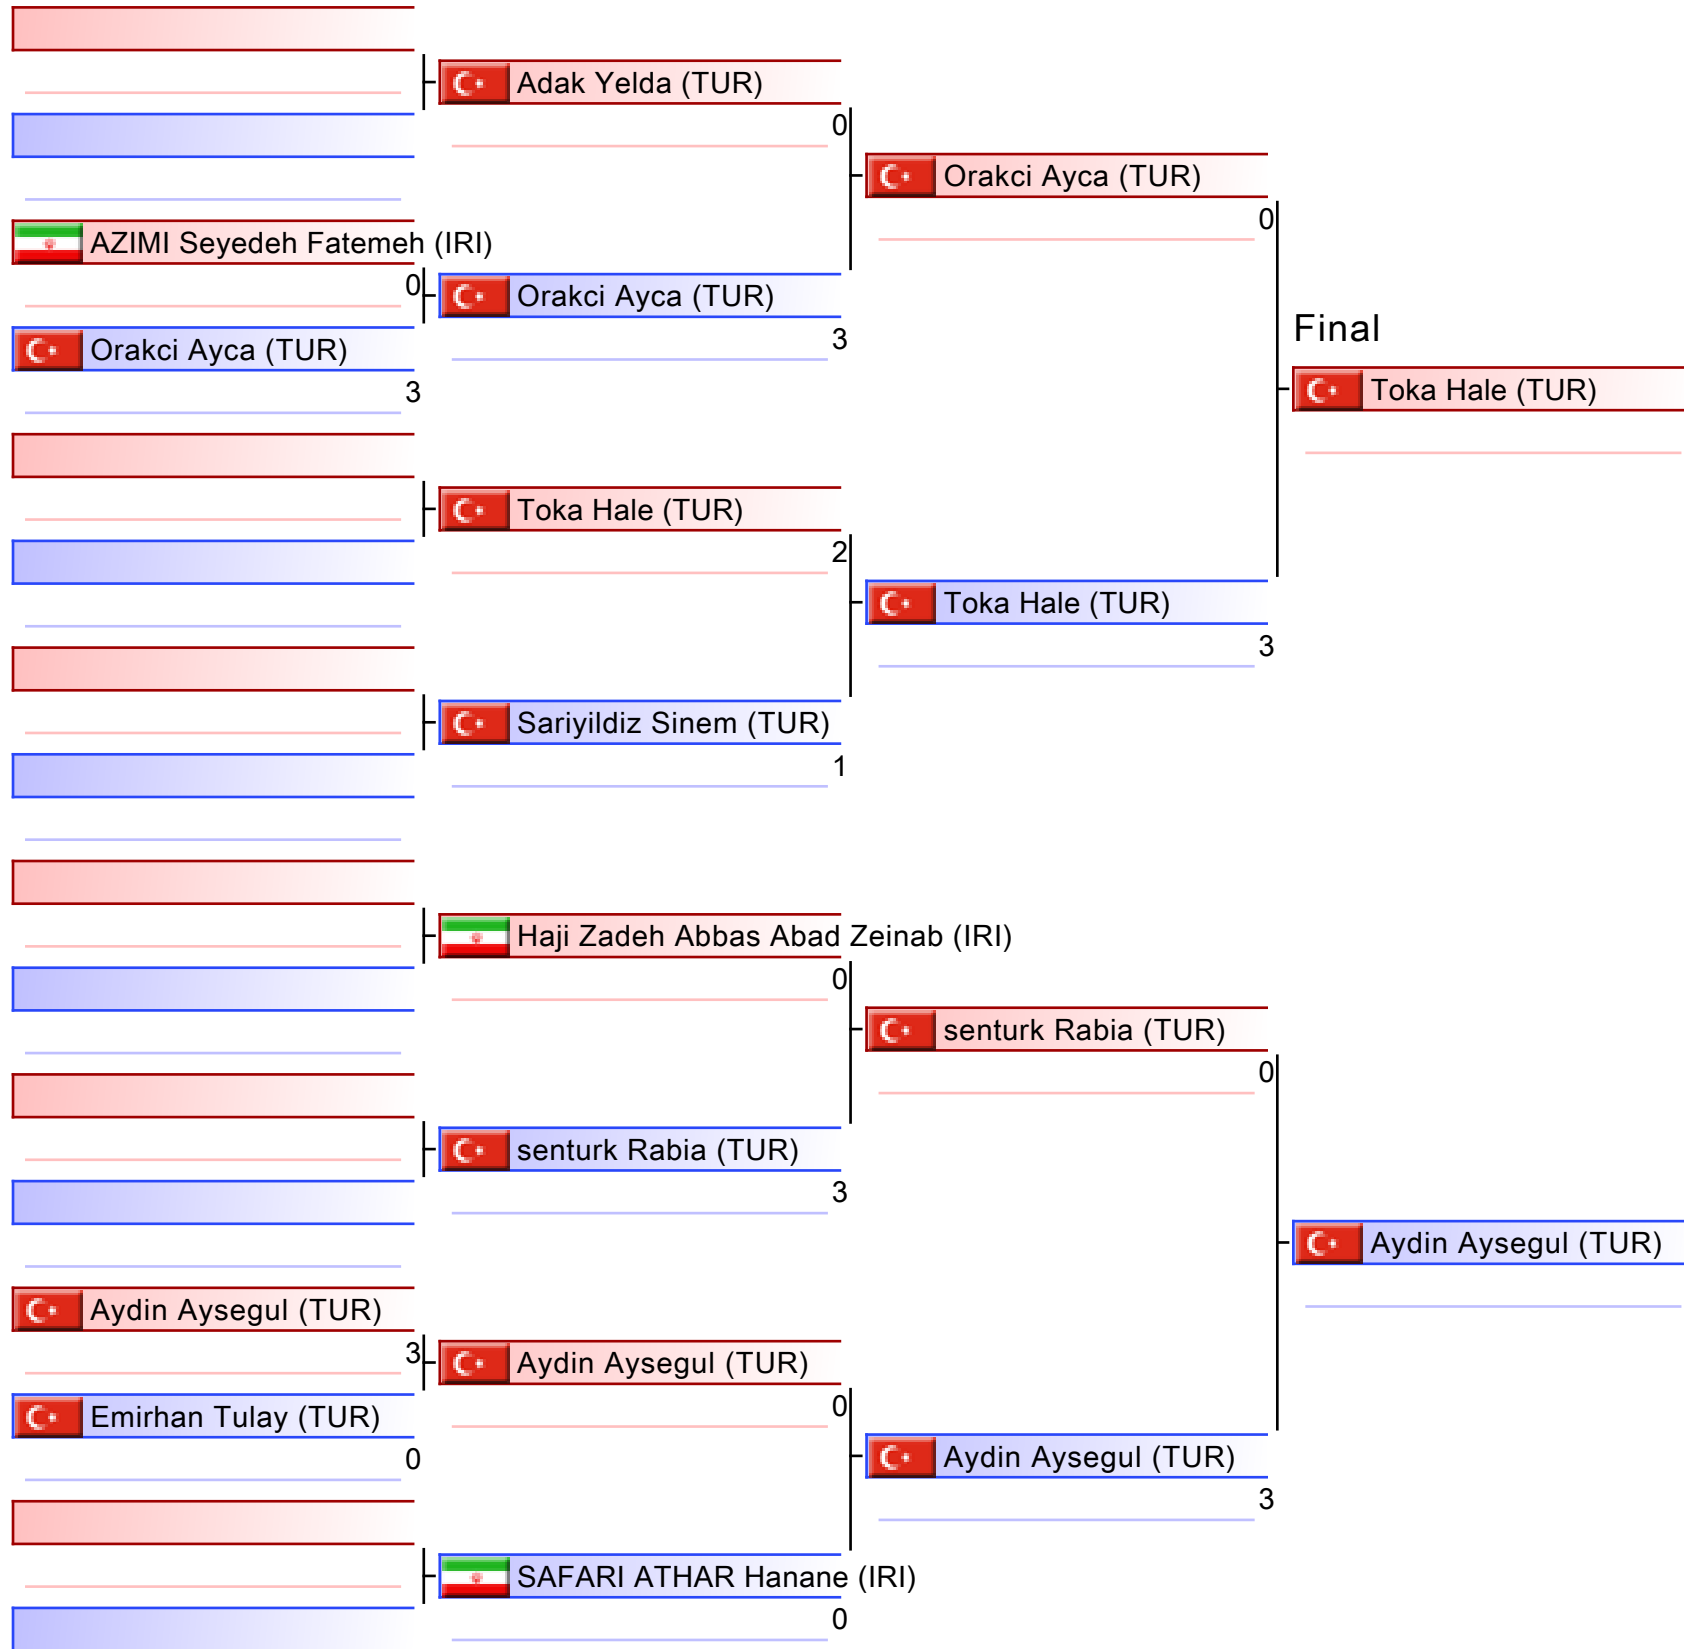 Adak Yelda (TUR)
0
Orakci Ayca (TUR)
0
AZIMI Seyedeh Fatemeh (IRI)
0
Orakci Ayca (TUR)
3
Orakci Ayca (TUR)
3
Final
Toka Hale (TUR)
Toka Hale (TUR)
2
Toka Hale (TUR)
3
Sariyildiz Sinem (TUR)
1
Haji Zadeh Abbas Abad Zeinab (IRI)
0
senturk Rabia (TUR)
0
senturk Rabia (TUR)
3
Aydin Aysegul (TUR)
Aydin Aysegul (TUR)
3
Aydin Aysegul (TUR)
0
Emirhan Tulay (TUR)
0
Aydin Aysegul (TUR)
3
SAFARI ATHAR Hanane (IRI)
0